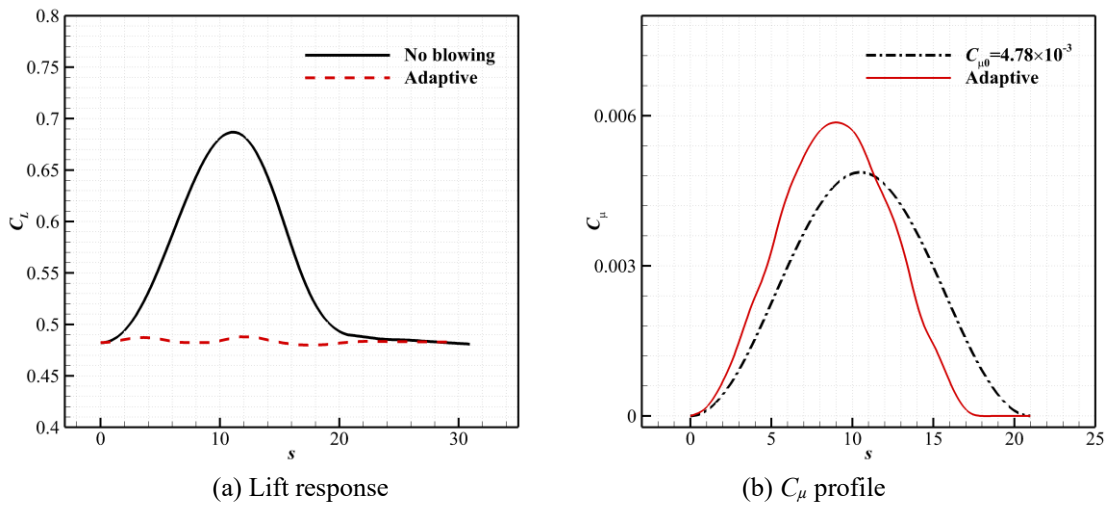 0.8
0.75
0.7
0.65
0.6
0.55
0.5
0.45
0.4
C_L
No blowing
Adaptive
0
10
20
30
s
(a) Lift response
0.006
0.003
0
C_μ
C_μ0=4.78×10⁻³
Adaptive
0
5
10
15
20
25
s
(b) C_μ profile